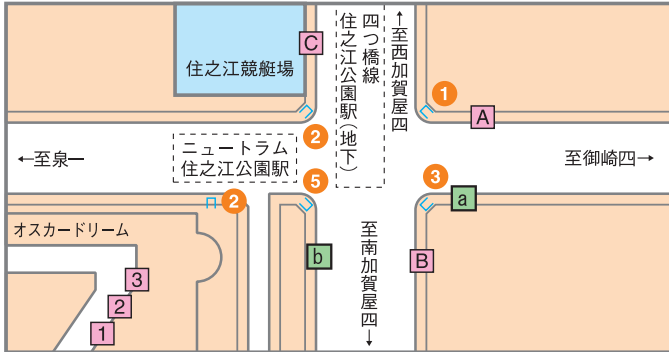 住之江競艇場
C
四つ橋線
住之江公園駅(地下)
↑至西加賀屋四
1
A
2
ニュートラム
住之江公園駅
←至泉一
至御崎四→
5
3
2
a
オスカードリーム
b
至南加賀屋四→
B
3
2
1